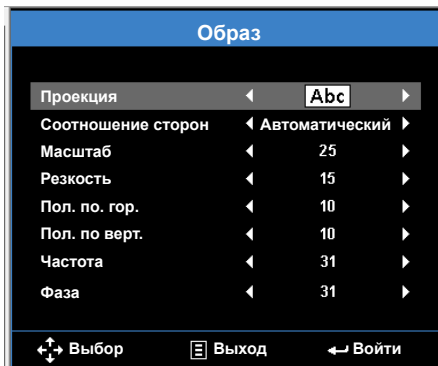 Образ
Проекция Abc
Соотношение сторон Автоматический
Масштаб 25
Резкость 15
Пол. по. гор. 10
Пол. по верт. 10
Частота 31
Фаза 31
Выбор Выход Войти